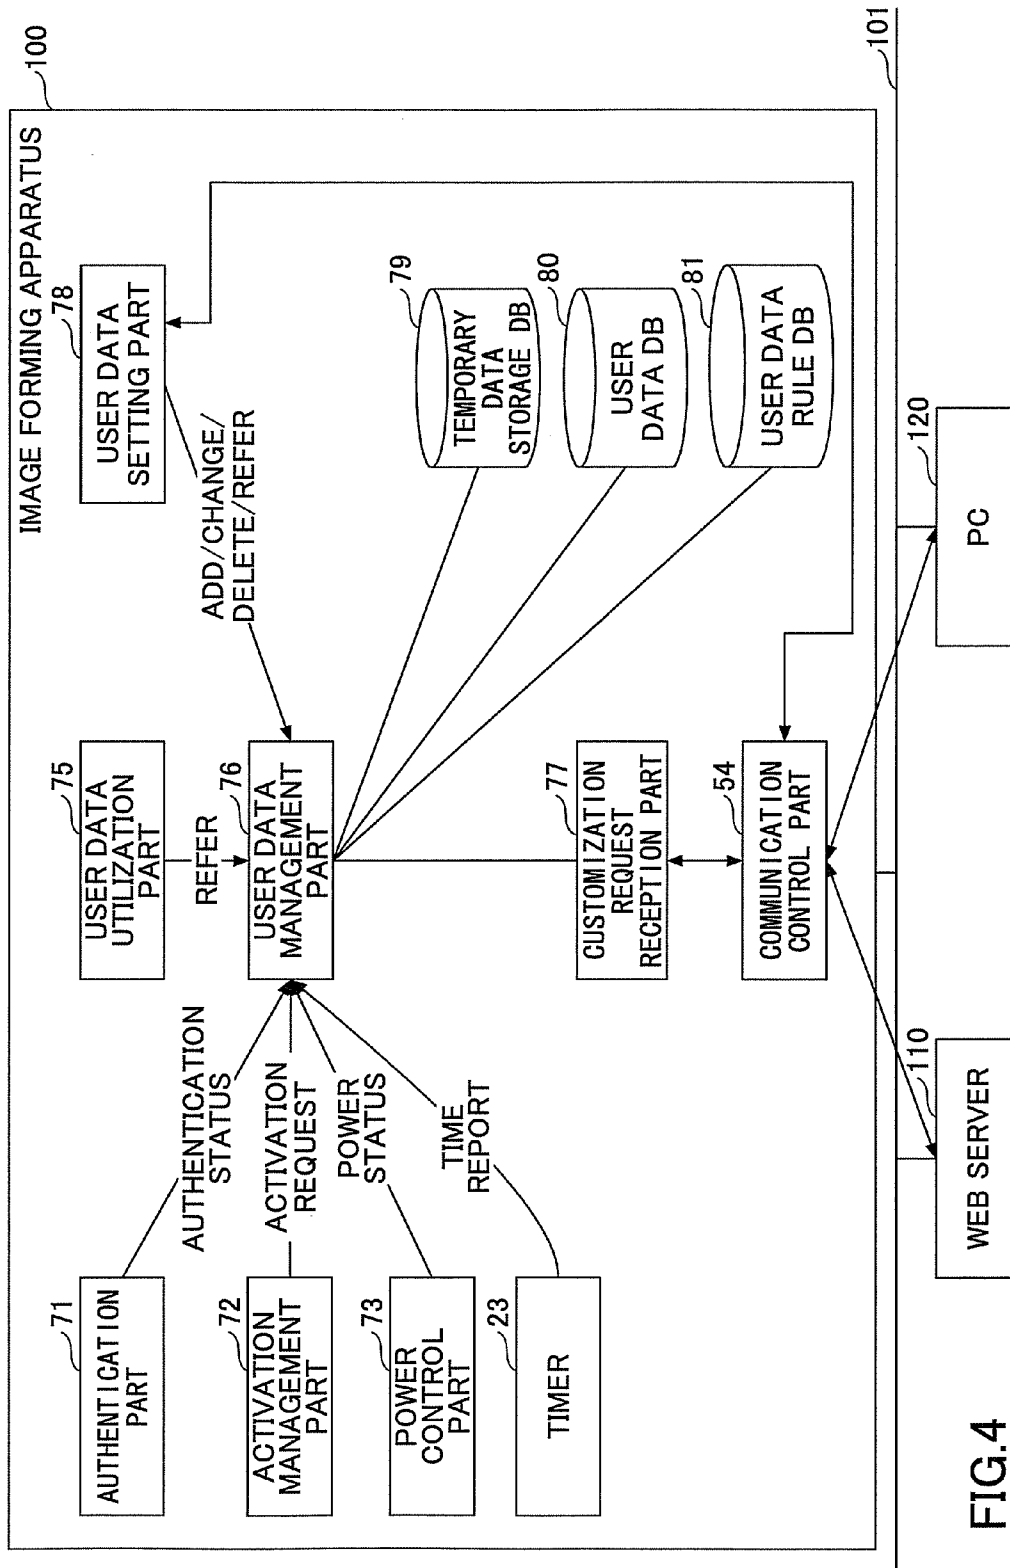 100
IMAGE FORMING APPARATUS
71
AUTHENTICATION
PART
AUTHENTICATION
STATUS
75
USER DATA
UTILIZATION
PART
REFER
78
USER DATA
SETTING PART
ADD/CHANGE/
DELETE/REFER
72
ACTIVATION
MANAGEMENT
PART
ACTIVATION
REQUEST
76
USER DATA
MANAGEMENT
PART
73
POWER
CONTROL
PART
POWER
STATUS
23
TIMER
TIME
REPORT
79
TEMPORARY
DATA
STORAGE DB
80
USER
DATA DB
81
USER DATA
RULE DB
77
CUSTOMIZATION
REQUEST
RECEPTION PART
54
COMMUNICATION
CONTROL PART
101
110
WEB SERVER
120
PC
FIG.4